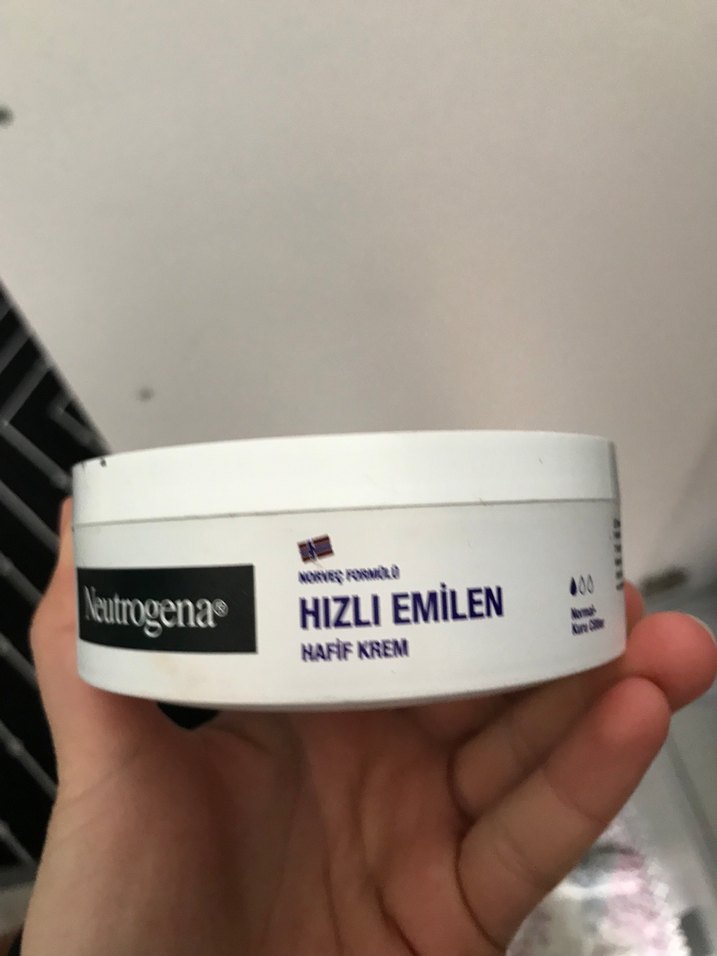 Neutrogena®
NORVEÇ FORMÜLÜ
HIZLI EMİLEN
HAFİF KREM
Normal-
Kuru Ciltler